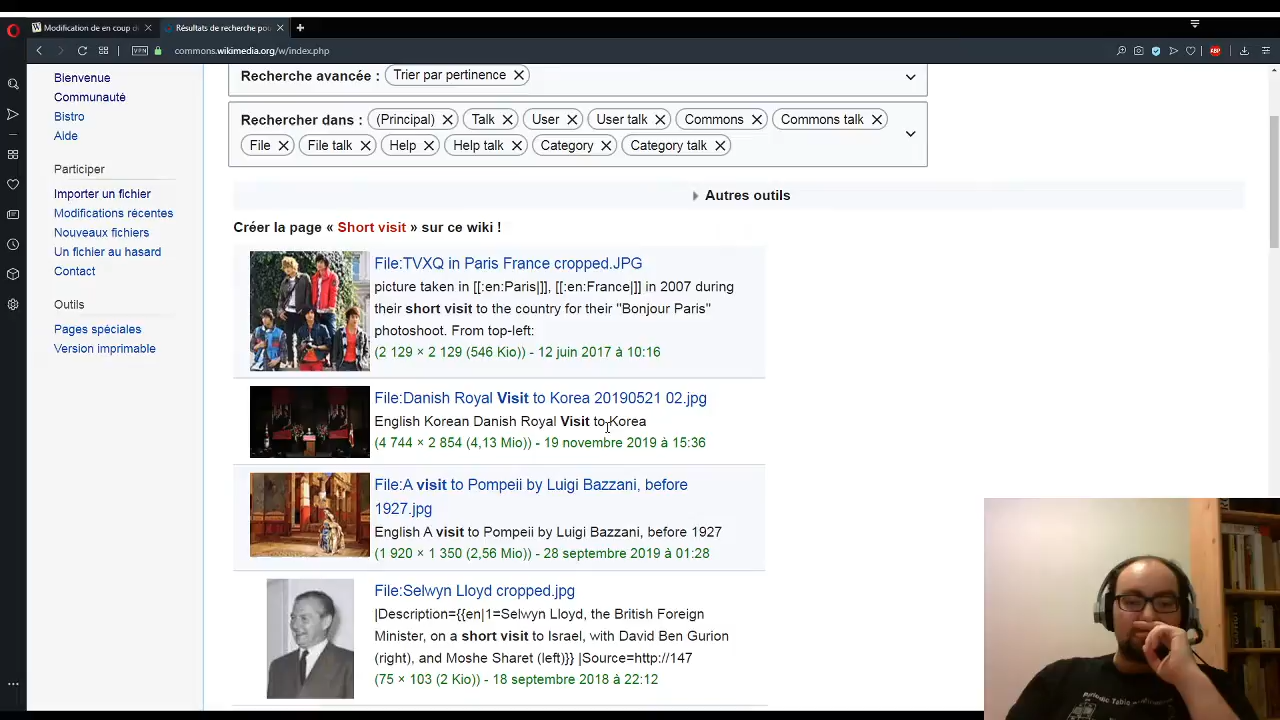 Modification de en coup d
Résultats de recherche pou
VPN
commons.wikimedia.org/w/index.php
ABP
Bienvenue
Communauté
Bistro
Aide
Participer
Importer un fichier
Modifications récentes
Nouveaux fichiers
Un fichier au hasard
Contact
Outils
Pages spéciales
Version imprimable
Recherche avancée : Trier par pertinence
Rechercher dans : (Principal) Talk User User talk Commons Commons talk
File File talk Help Help talk Category Category talk
Autres outils
Créer la page « Short visit » sur ce wiki !
File:TVXQ in Paris France cropped.JPG
picture taken in [[:en:Paris|]], [[:en:France|]] in 2007 during
their short visit to the country for their "Bonjour Paris"
photoshoot. From top-left:
(2 129 × 2 129 (546 Kio)) - 12 juin 2017 à 10:16
File:Danish Royal Visit to Korea 20190521 02.jpg
English Korean Danish Royal Visit to Korea
(4 744 × 2 854 (4,13 Mio)) - 19 novembre 2019 à 15:36
File:A visit to Pompeii by Luigi Bazzani, before
1927.jpg
English A visit to Pompeii by Luigi Bazzani, before 1927
(1 920 × 1 350 (2,56 Mio)) - 28 septembre 2019 à 01:28
File:Selwyn Lloyd cropped.jpg
|Description={{en|1=Selwyn Lloyd, the British Foreign
Minister, on a short visit to Israel, with David Ben Gurion
(right), and Moshe Sharet (left)}} |Source=http://147
(75 × 103 (2 Kio)) - 18 septembre 2018 à 22:12
Periodic Table